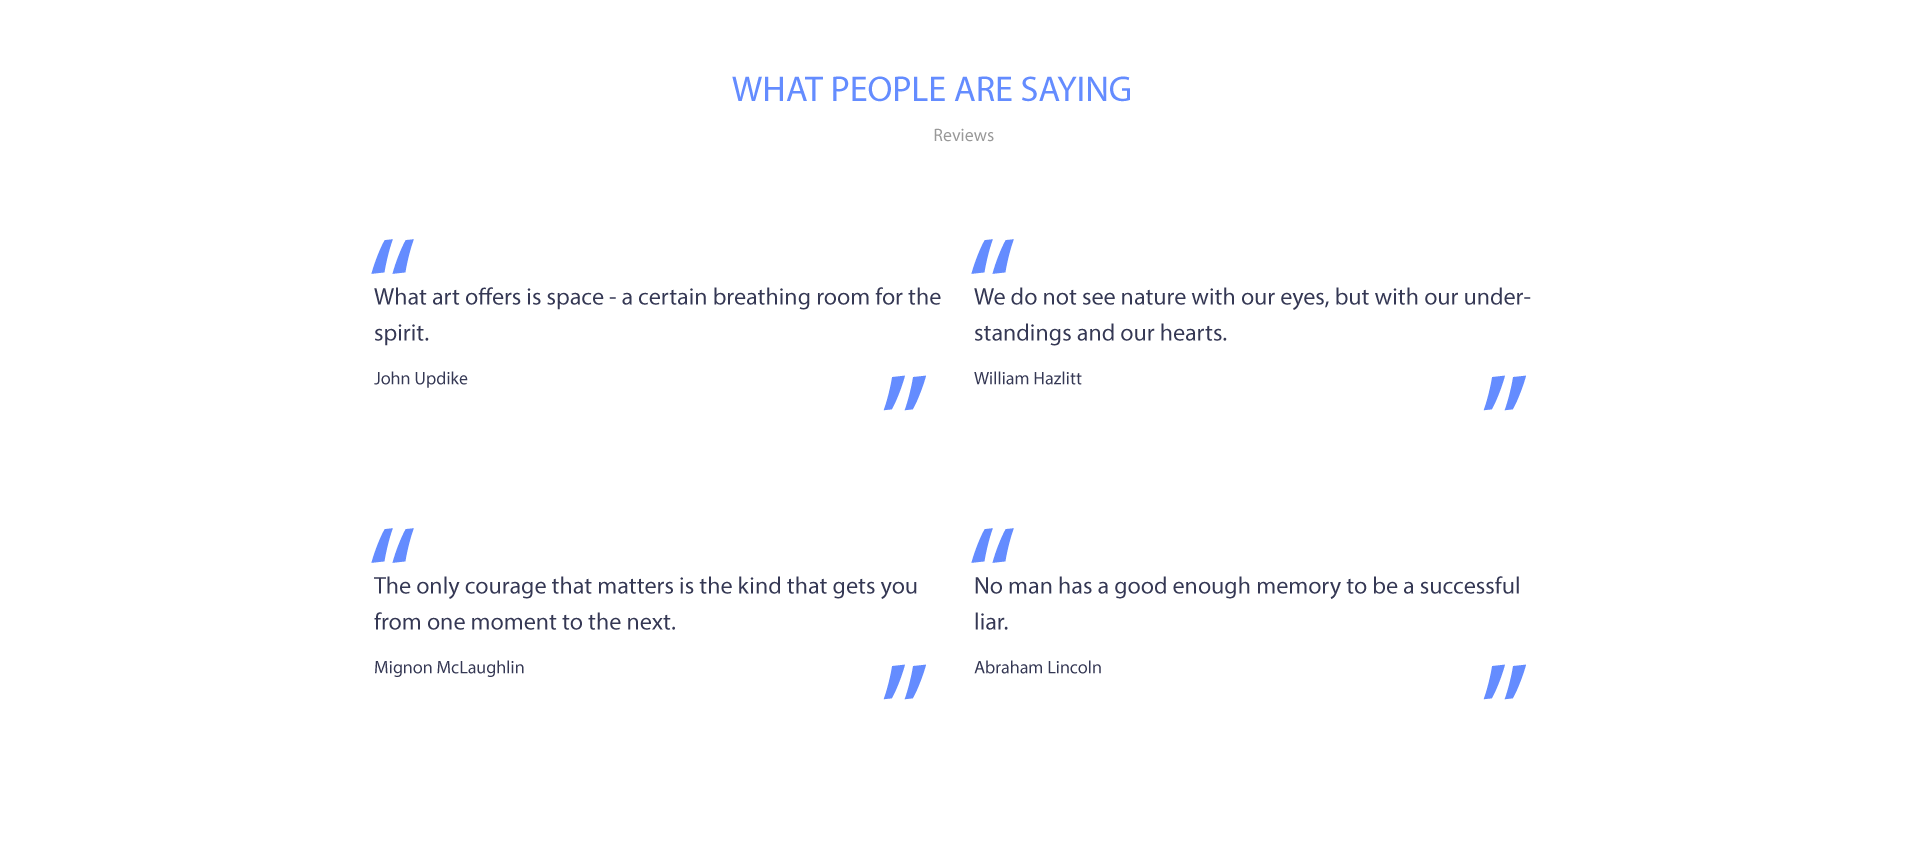 WHAT PEOPLE ARE SAYING
Reviews
“
What art offers is space - a certain breathing room for the
spirit.
John Updike
”
“
We do not see nature with our eyes, but with our under-
standings and our hearts.
William Hazlitt
”
“
The only courage that matters is the kind that gets you
from one moment to the next.
Mignon McLaughlin
”
“
No man has a good enough memory to be a successful
liar.
Abraham Lincoln
”